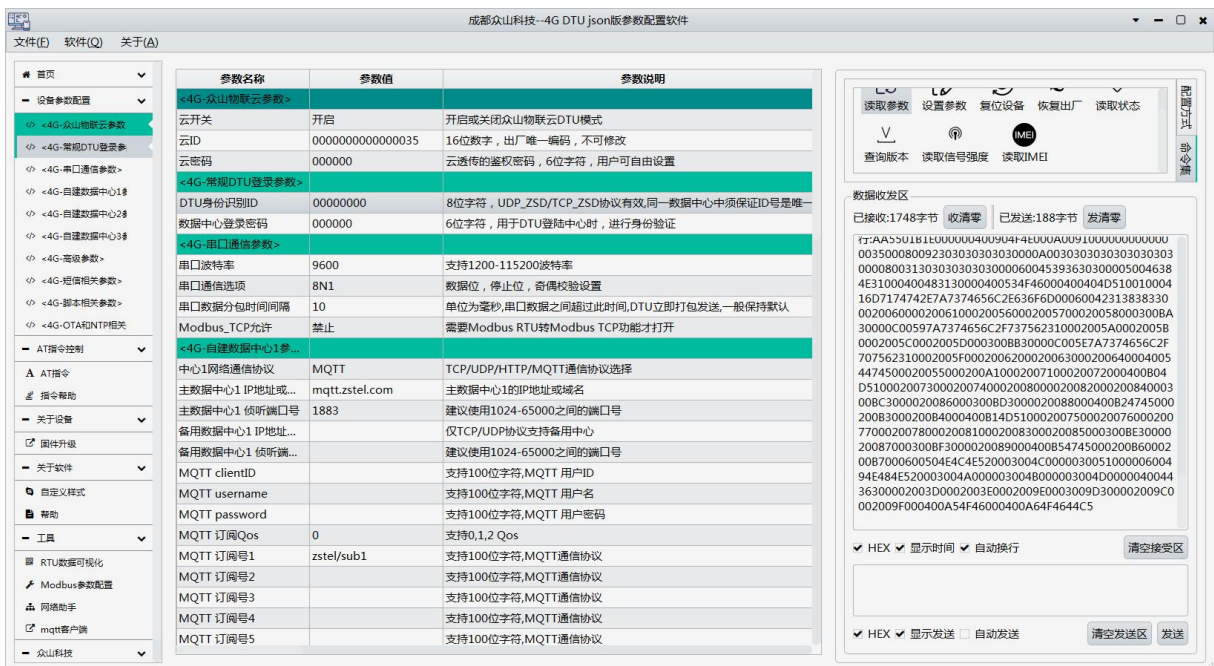 成都众山科技--4G DTU json版参数配置软件
文件(F) 软件(Q) 关于(A)
首页
设备参数配置
<4G-众山物联云参数
<4G-常规DTU登录参
<4G-串口通信参数>
<4G-自建数据中心1参
<4G-自建数据中心2参
<4G-自建数据中心3参
<4G-高级参数>
<4G-短信相关参数>
<4G-脚本相关参数>
<4G-OTA和NTP相关
AT指令控制
AT指令
指令帮助
关于设备
固件升级
关于软件
自定义样式
帮助
工具
RTU数据可视化
Modbus参数配置
网络助手
mqtt客户端
众山科技
参数名称 参数值 参数说明
<4G-众山物联云参数>
云开关 开启 开启或关闭众山物联云DTU模式
云ID 0000000000000035 16位数字，出厂唯一编码，不可修改
云密码 000000 云透传的鉴权密码，6位字符，用户可自由设置
<4G-常规DTU登录参数>
DTU身份识别ID 00000000 8位字符，UDP_ZSD/TCP_ZSD协议有效,同一数据中心中须保证ID号是唯一
数据中心登录密码 000000 6位字符，用于DTU登陆中心时，进行身份验证
<4G-串口通信参数>
串口波特率 9600 支持1200-115200波特率
串口通信选项 8N1 数据位，停止位，奇偶校验设置
串口数据分包时间间隔 10 单位为毫秒,串口数据之间超过此时间,DTU立即打包发送,一般保持默认
Modbus_TCP允许 禁止 需要Modbus RTU转Modbus TCP功能才打开
<4G-自建数据中心1参...
中心1网络通信协议 MQTT TCP/UDP/HTTP/MQTT通信协议选择
主数据中心1 IP地址或... mqtt.zstel.com 主数据中心1的IP地址或域名
主数据中心1 侦听端口号 1883 建议使用1024-65000之间的端口号
备用数据中心1 IP地址... 仅TCP/UDP协议支持备用中心
备用数据中心1 侦听端... 建议使用1024-65000之间的端口号
MQTT clientID 支持100位字符,MQTT 用户ID
MQTT username 支持100位字符,MQTT 用户名
MQTT password 支持100位字符,MQTT 用户密码
MQTT 订阅Qos 0 支持0,1,2 Qos
MQTT 订阅号1 zstel/sub1 支持100位字符,MQTT通信协议
MQTT 订阅号2 支持100位字符,MQTT通信协议
MQTT 订阅号3 支持100位字符,MQTT通信协议
MQTT 订阅号4 支持100位字符,MQTT通信协议
MQTT 订阅号5 支持100位字符,MQTT通信协议
读取参数 设置参数 复位设备 恢复出厂 读取状态
IMEI
查询版本 读取信号强度 读取IMEI
配置方式
命令集
数据收发区
已接收:1748字节 收清零 已发送:188字节 发清零
行:AA5501B1E000000400904F4E000A0091000000000000
0035000800923030303030303030000A0030303030303030303
0000800313030303030303000060045393630300005004638
4E310004004831300004005 34F46000400404D510010004
16D7174742E7A7374656C2E636F6D00060042313838330
00200600002006100020056000200570002005800 0300BA
30000C00597A7374656C2F737562310002005A0002005B
0002005C0002005D000300BB30000C005E7A7374656C2F
707562310002005F00020062000200630002006400 04005
44745000200550002 00A1000200710002007200 0400B04
HEX 显示时间 自动换行 清空接受区
HEX 显示发送 自动发送 清空发送区 发送